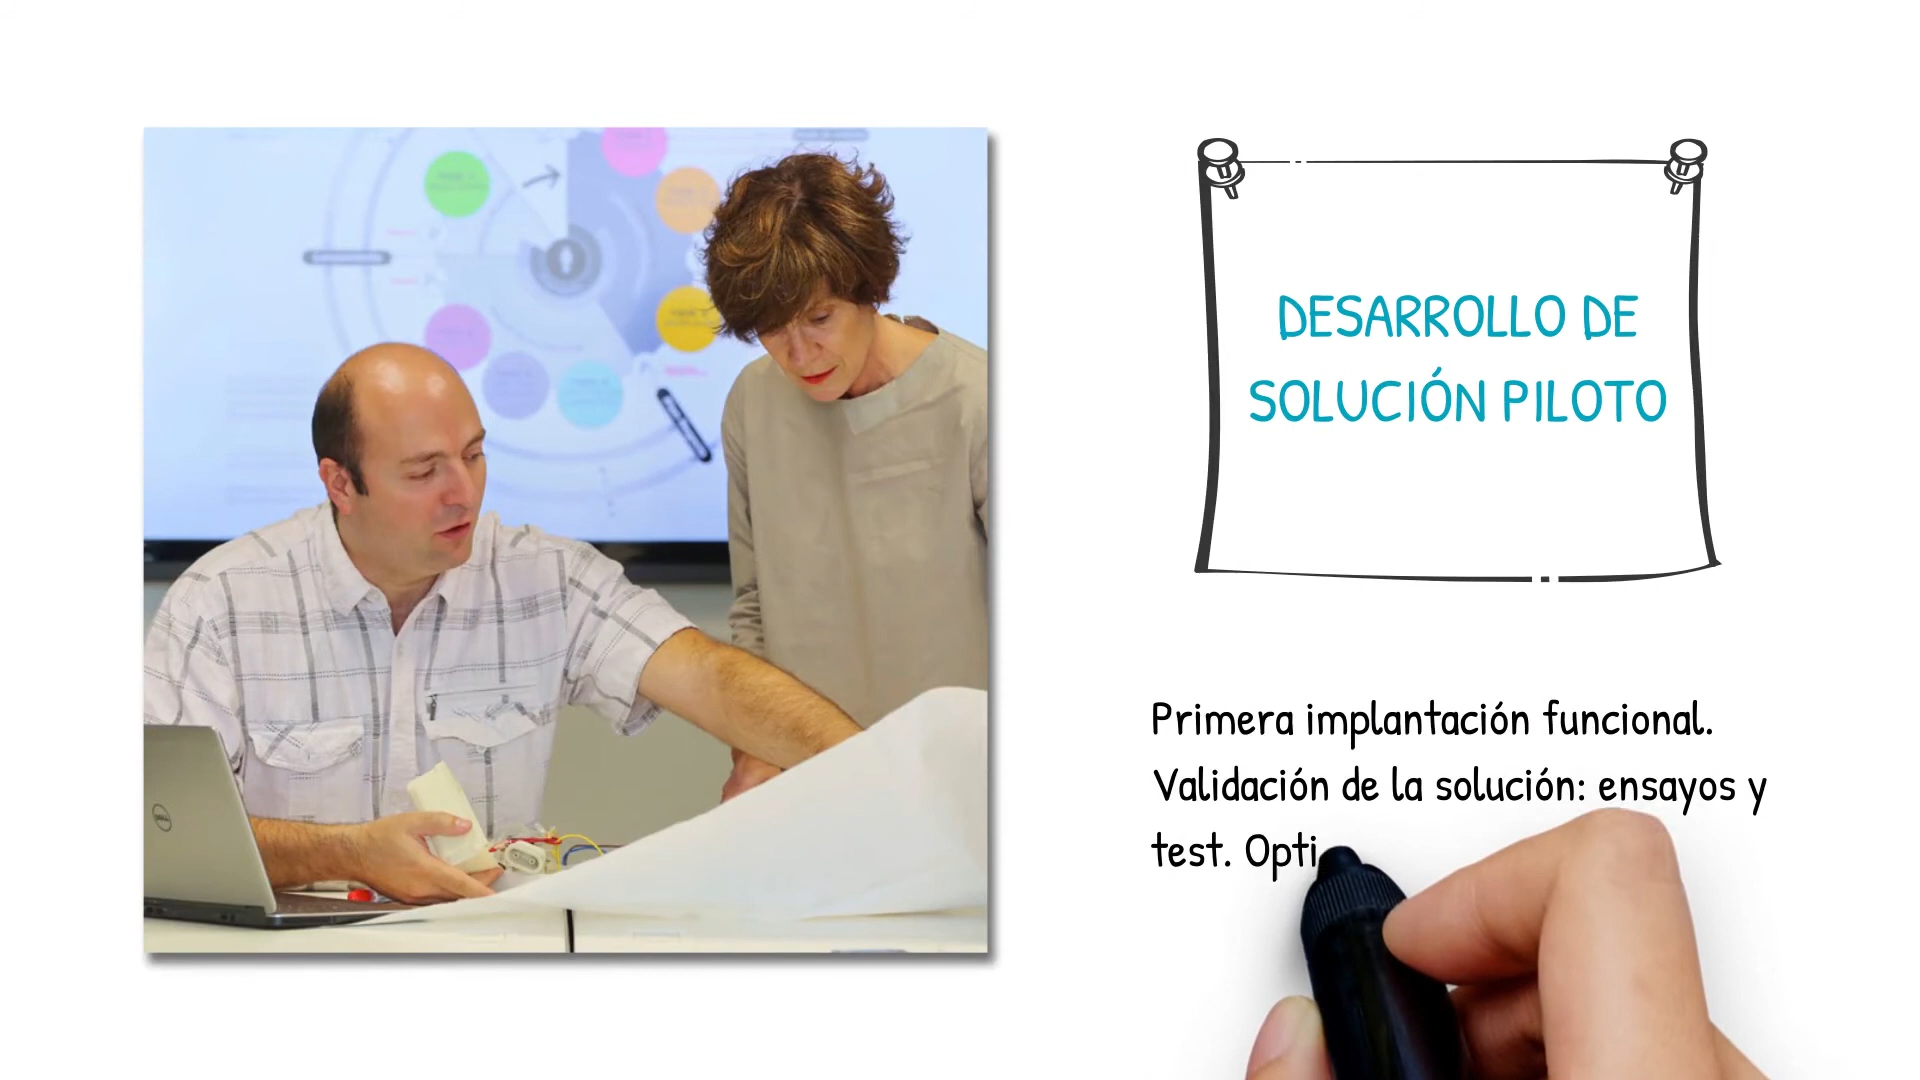 DESARROLLO DE
SOLUCIÓN PILOTO
Primera implantación funcional.
Validación de la solución: ensayos y
test. Opti